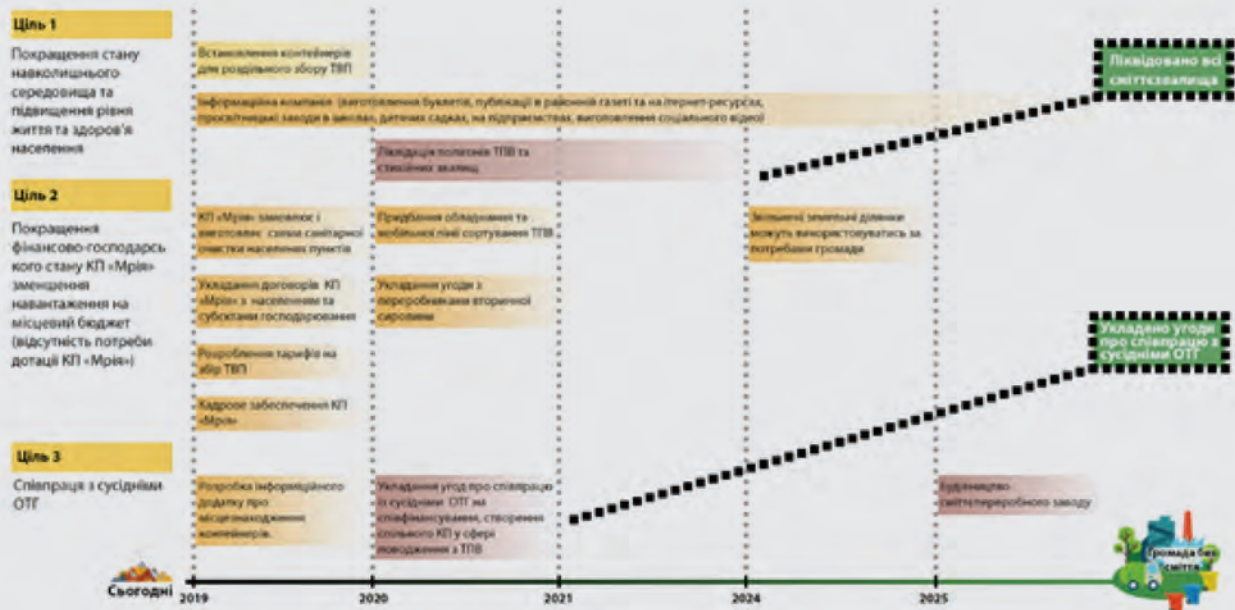 Ціль 1
Покращення стану
навколишнього
середовища та
підвищення рівня
життя та здоров'я
населення
Встановлення контейнерів
для роздільного збору ТВП
Інформаційна компанія (виготовлення буклетів, публікації в районній газеті та на інтернет-ресурсах,
просвітницькі заходи в школах, дитячих садках, на підприємствах, виготовлення соціального відео)
Ліквідація полігонів ТПВ та
стихійних звалищ
Ліквідовано всі
сміттєзвалища
Ціль 2
Покращення
фінансово-господарсь
кого стану КП «Мрія»
зменшення
навантаження на
місцевий бюджет
(відсутність потреби
дотації КП «Мрія»)
КП «Мрія» замовлює і
виготовляє схеми санітарної
очистки населених пунктів
Придбання обладнання та
мобільної лінії сортування ТПВ
Звільнені земельні ділянки
можуть використовуватись за
потребами громади
Укладання договорів КП
«Мрія» з населенням та
суб'єктами господарювання
Укладання угоди з
переробниками вторинної
сировини
Розроблення тарифів на
збір ТВП
Кадрове забезпечення КП
«Мрія»
Укладено угоди
про співпрацю з
сусідніми ОТГ
Ціль 3
Співпраця з сусідніми
ОТГ
Розробка інформаційного
додатку про
місцезнаходження
контейнерів.
Укладання угод про співпрацю
із сусідніми ОТГ на
співфінансування, створення
спільного КП у сфері
поводження з ТПВ
Будівництво
сміттєпереробного заводу
Громада без
сміття
Сьогодні
2019
2020
2021
2024
2025